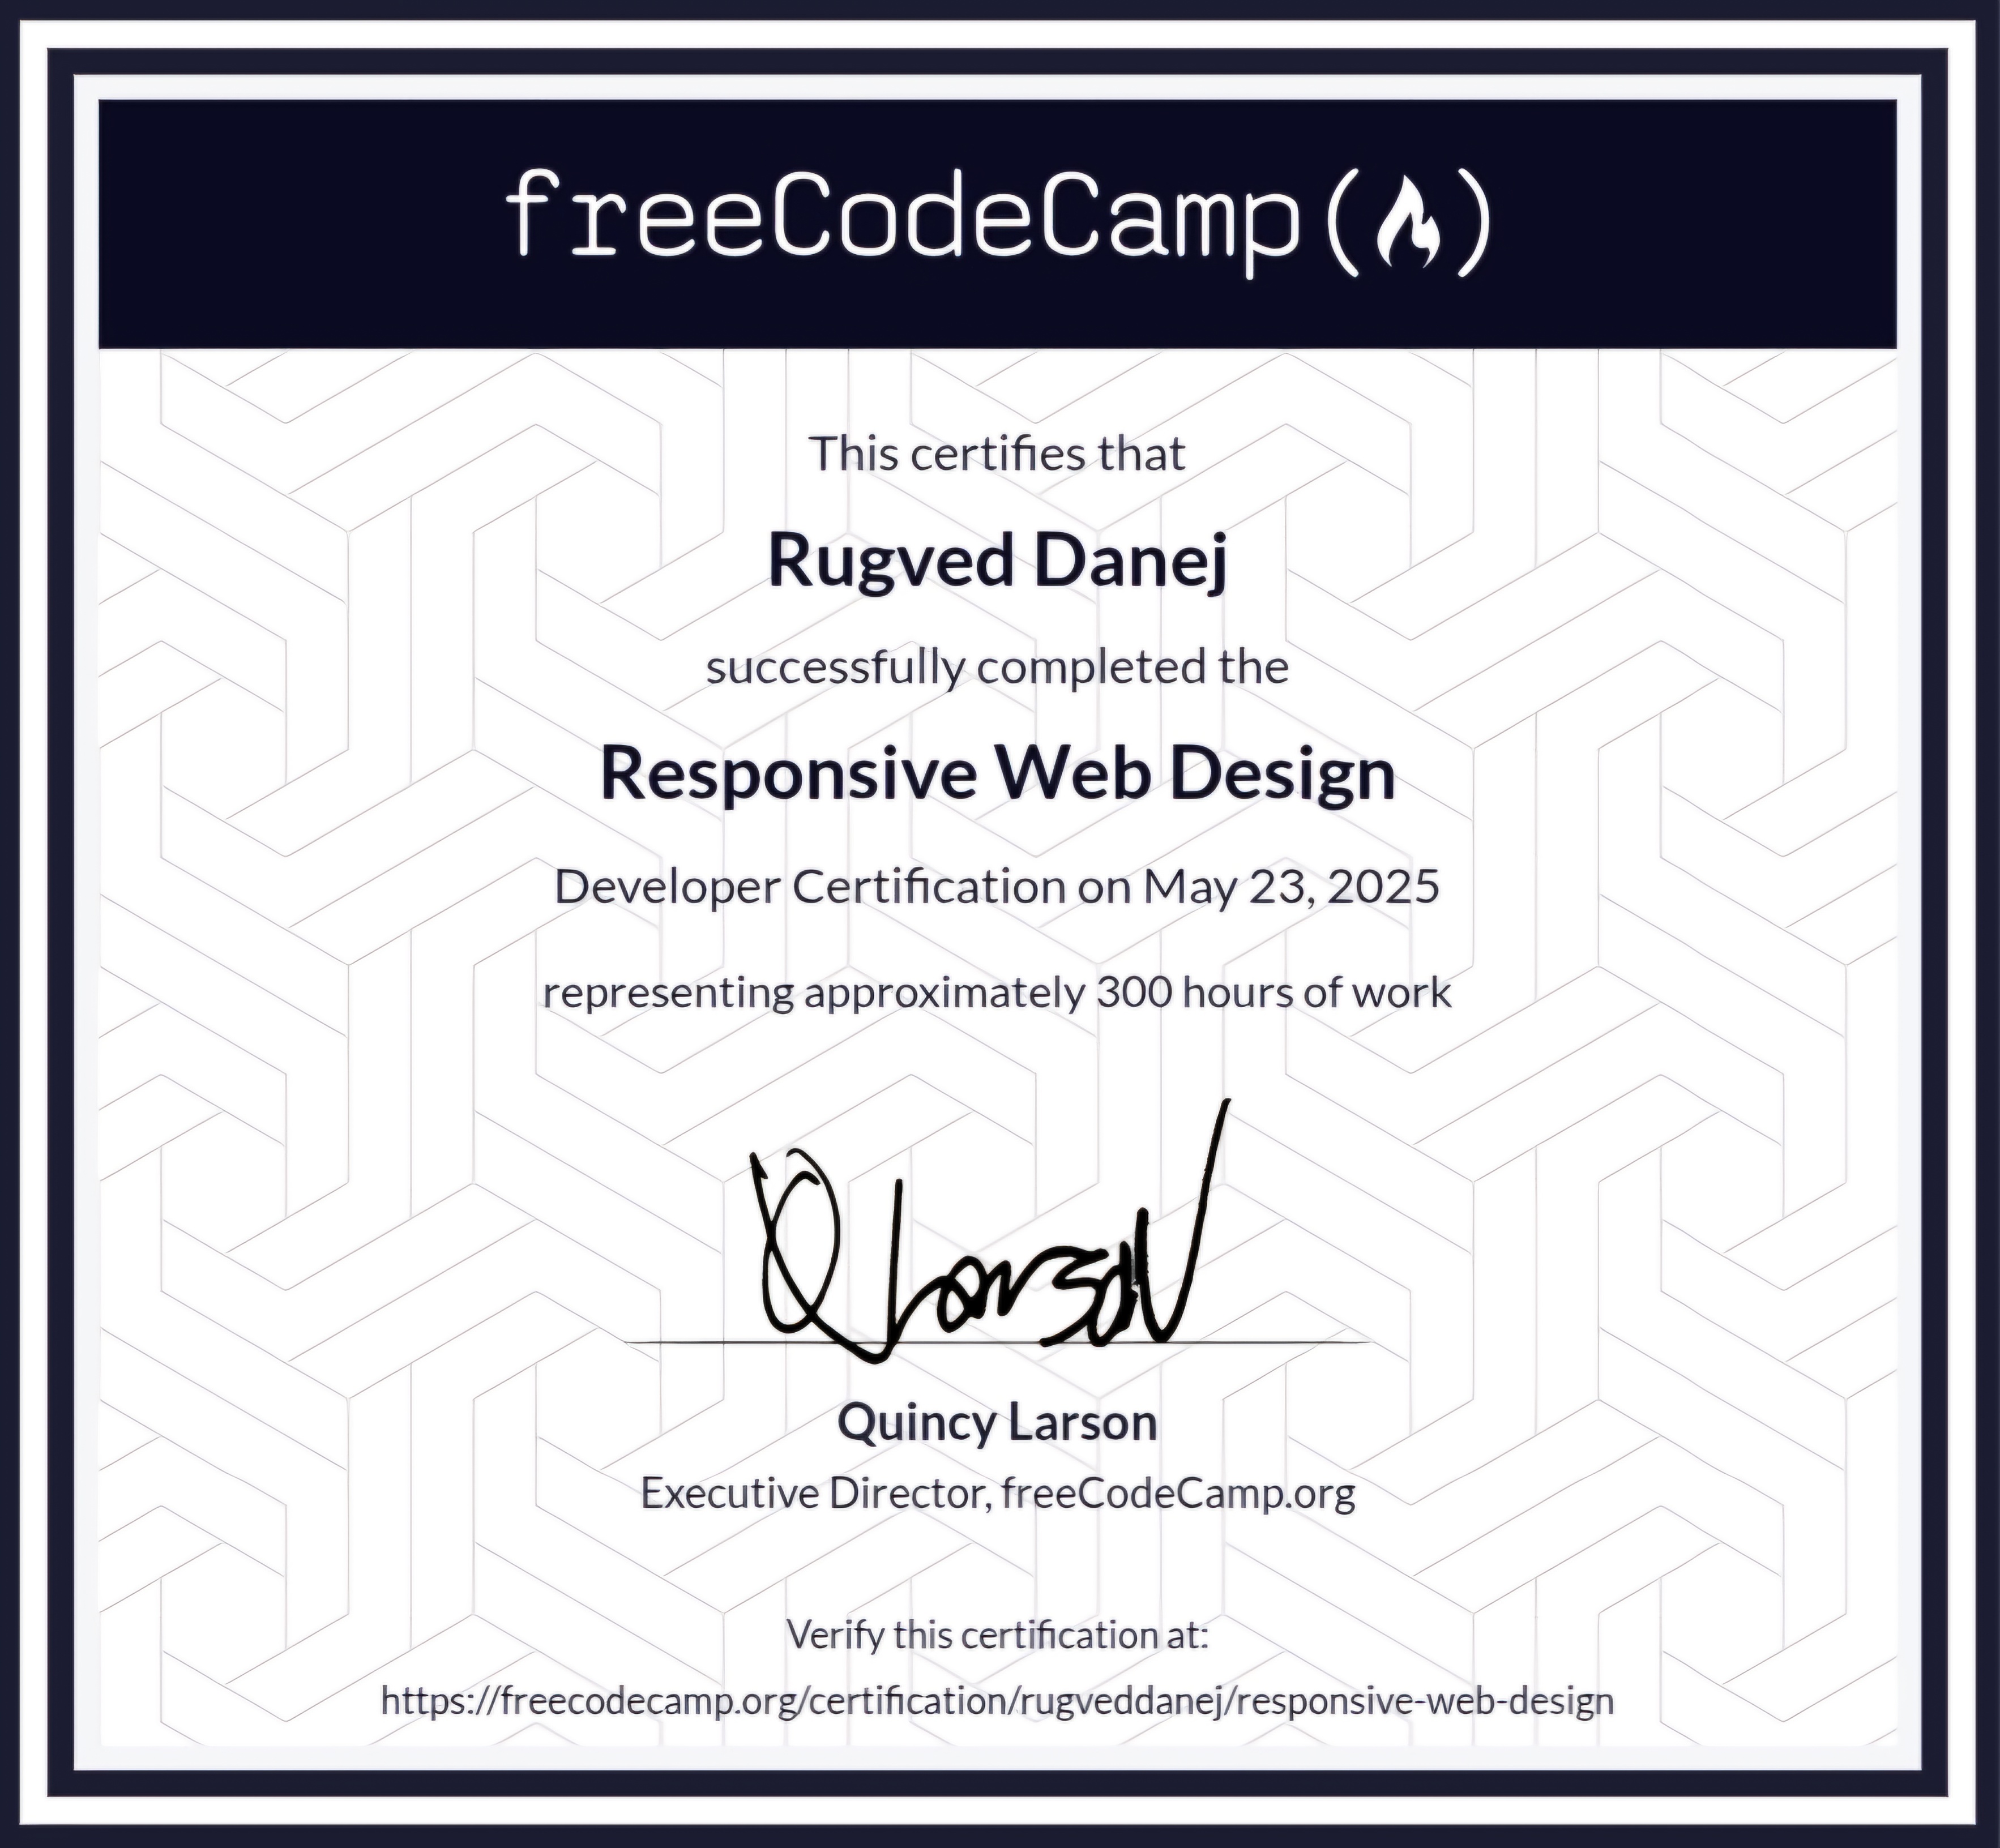 freeCodeCamp
This certifies that
Rugved Danej
successfully completed the
Responsive Web Design
Developer Certification on May 23, 2025
representing approximately 300 hours of work
Q Larson
Quincy Larson
Executive Director, freeCodeCamp.org
Verify this certification at:
https://freecodecamp.org/certification/rugveddanej/responsive-web-design